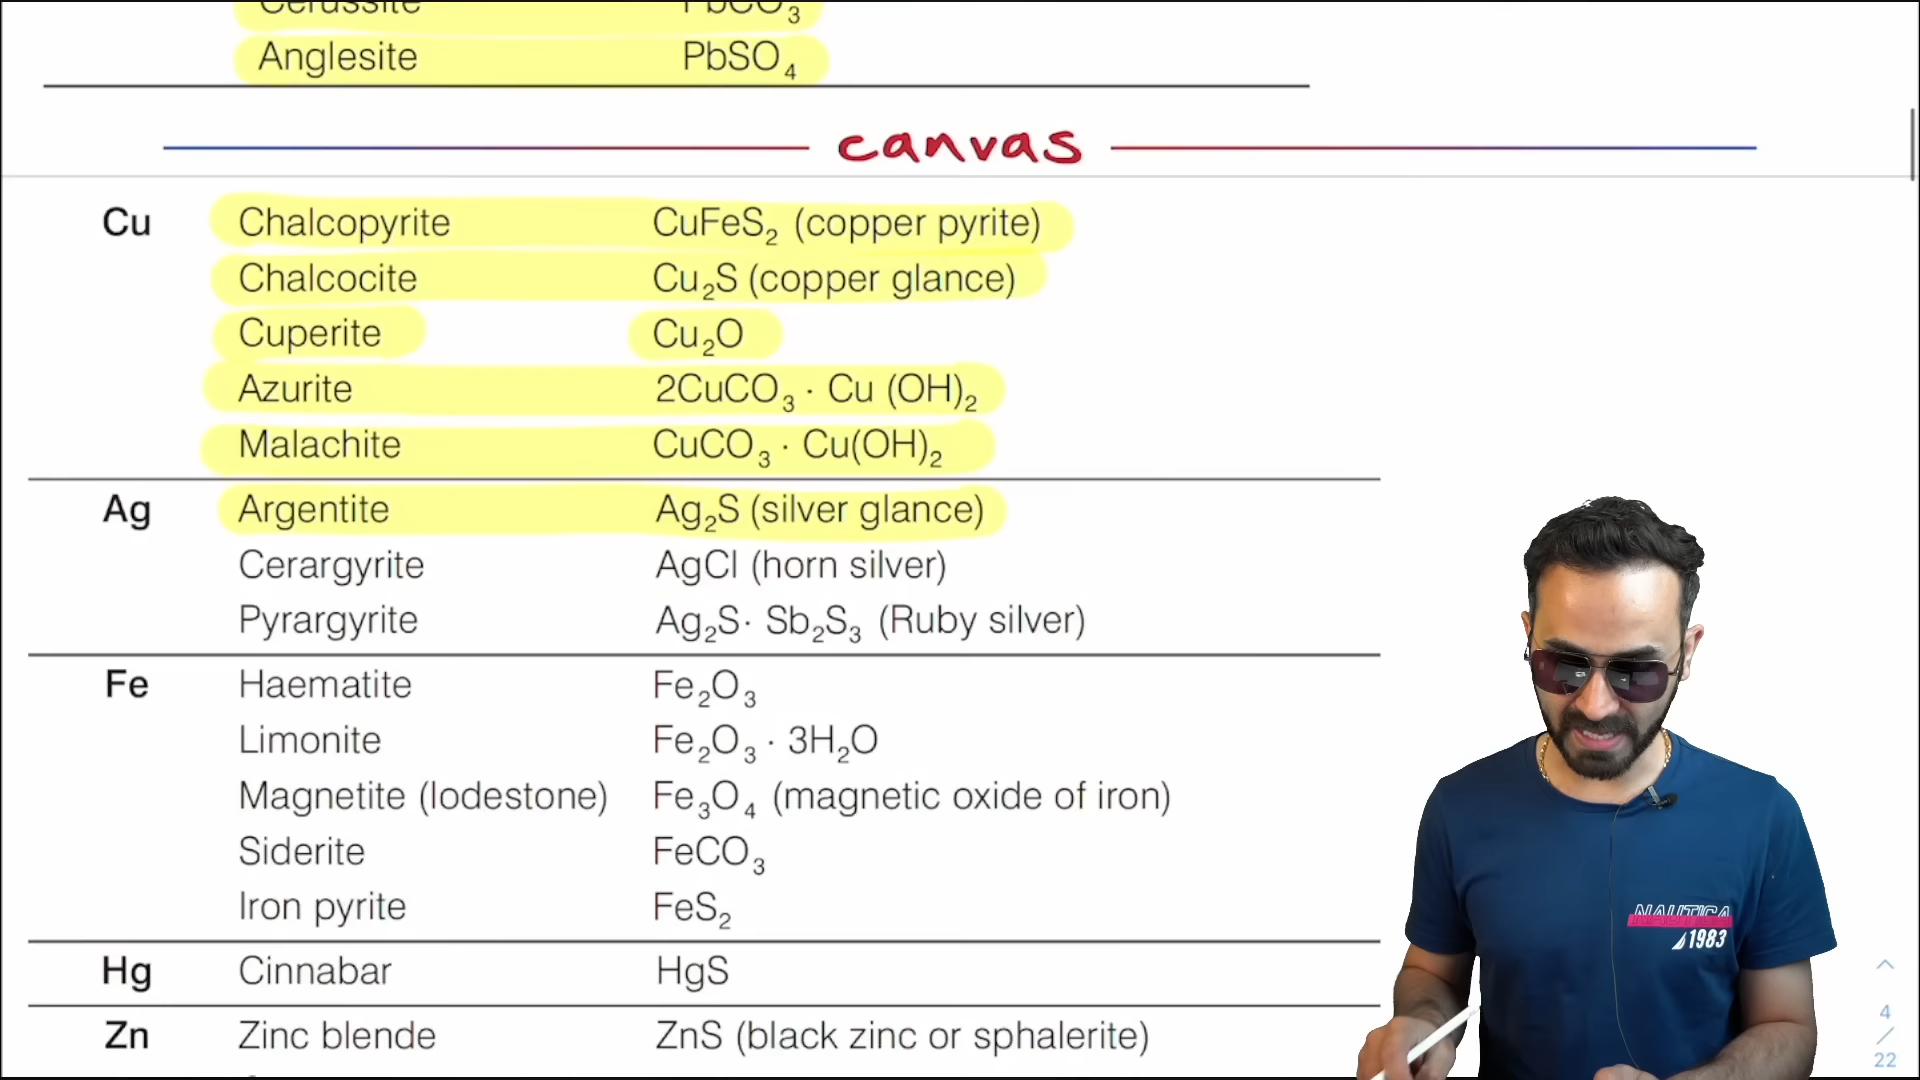 Cerussite PbCO₃
Anglesite PbSO₄
canvas
Cu Chalcopyrite CuFeS₂ (copper pyrite)
Chalcocite Cu₂S (copper glance)
Cuperite Cu₂O
Azurite 2CuCO₃ · Cu (OH)₂
Malachite CuCO₃ · Cu(OH)₂
Ag Argentite Ag₂S (silver glance)
Cerargyrite AgCl (horn silver)
Pyrargyrite Ag₂S· Sb₂S₃ (Ruby silver)
Fe Haematite Fe₂O₃
Limonite Fe₂O₃ · 3H₂O
Magnetite (lodestone) Fe₃O₄ (magnetic oxide of iron)
Siderite FeCO₃
Iron pyrite FeS₂
NAUTICA
1983
Hg Cinnabar HgS
Zn Zinc blende ZnS (black zinc or sphalerite)
4
/
22